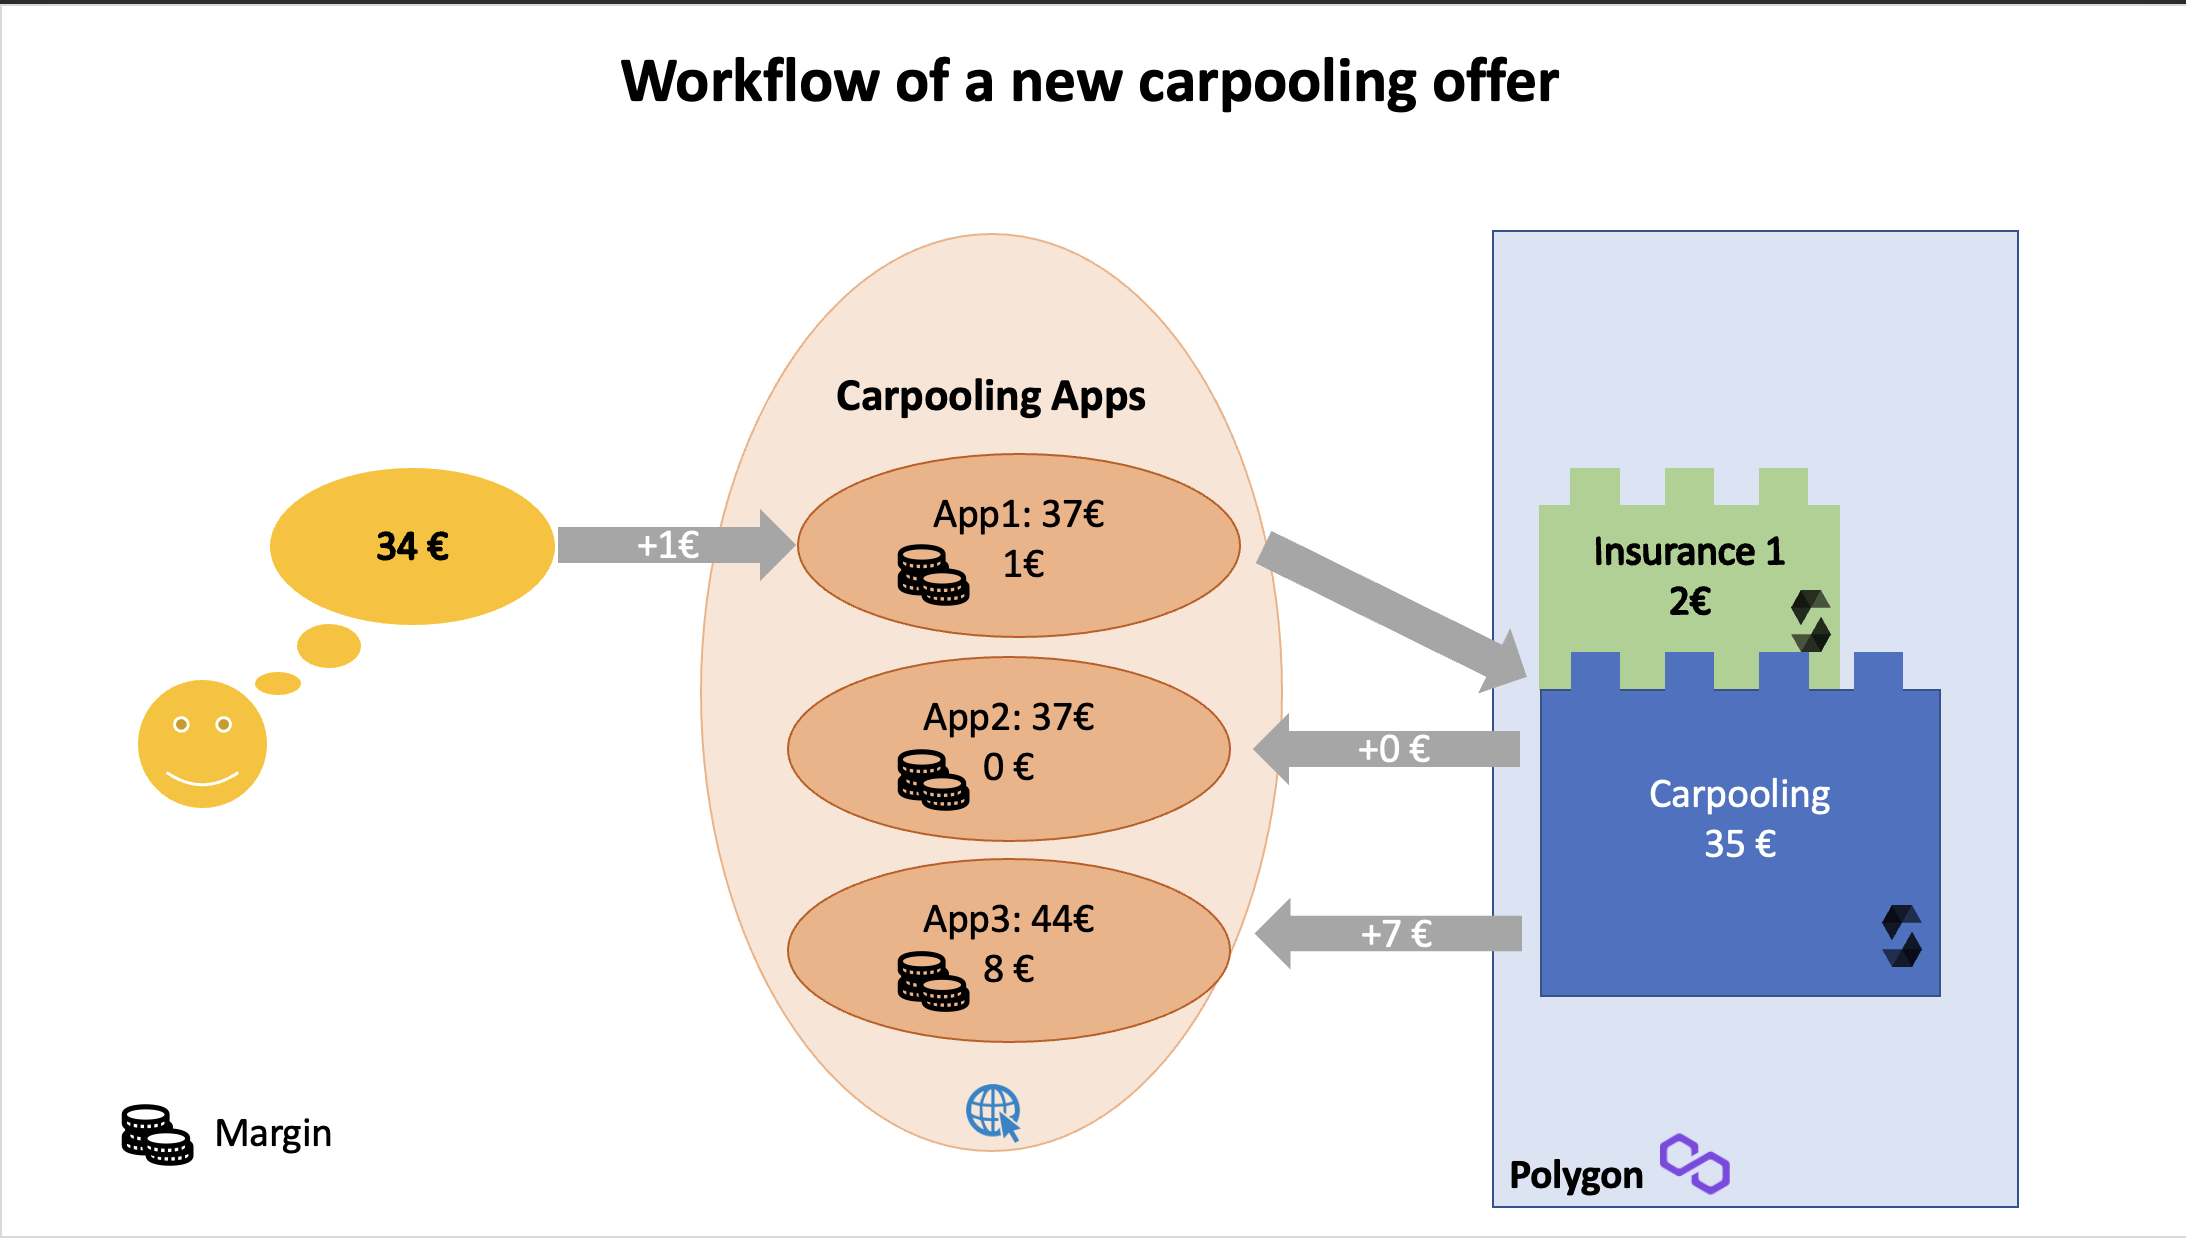 Workflow of a new carpooling offer
Carpooling Apps
34 €
+1€
App1: 37€
1€
App2: 37€
0 €
App3: 44€
8 €
+0 €
+7 €
Insurance 1
2€
Carpooling
35 €
Margin
Polygon